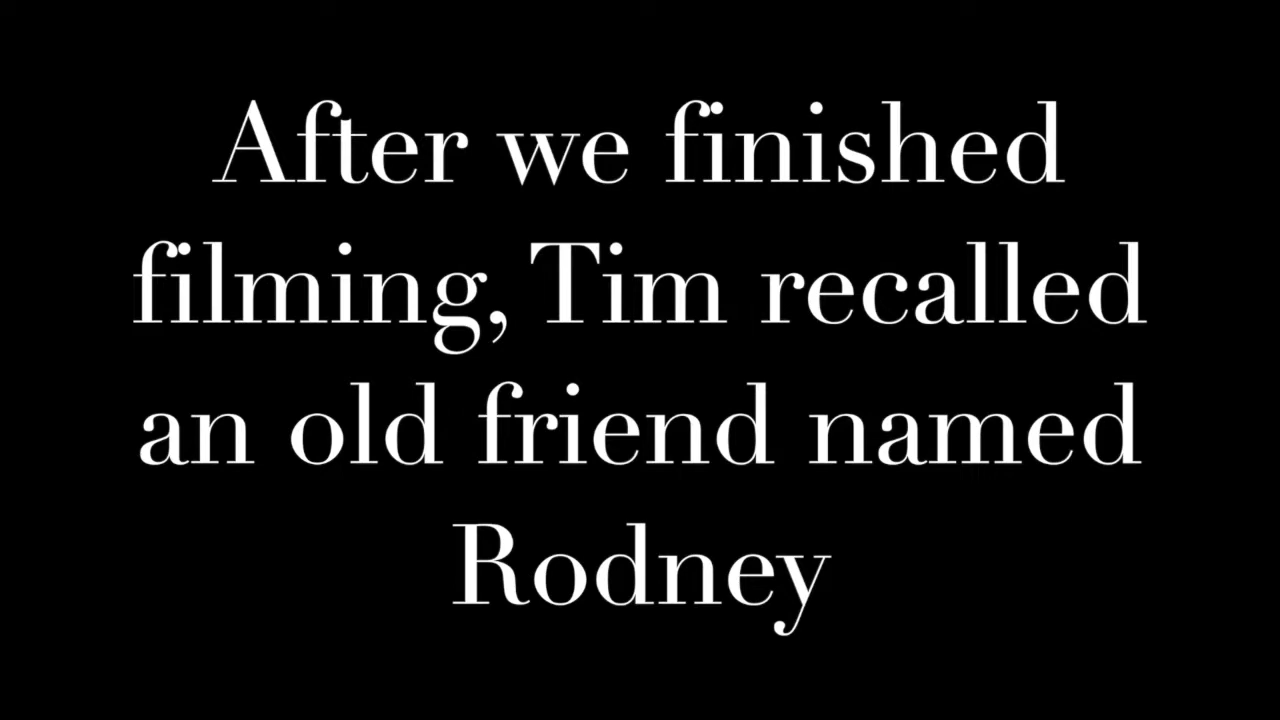 After we finished
filming, Tim recalled
an old friend named
Rodney